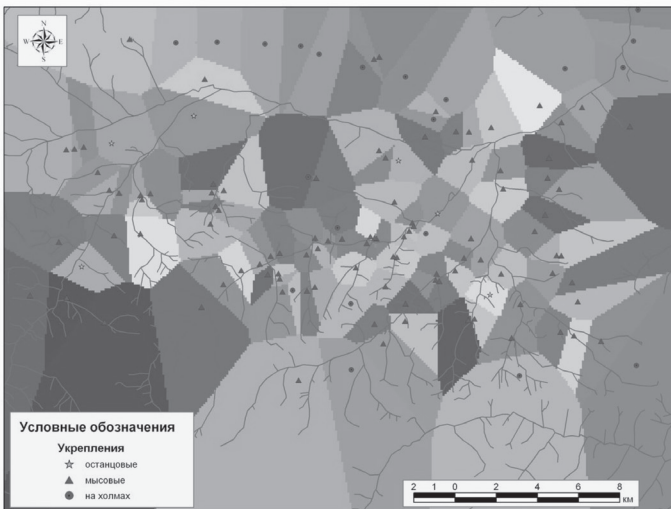 N
W E
S
Условные обозначения
Укрепления
останцовые
мысовые
на холмах
2 1 0 2 4 6 8
км